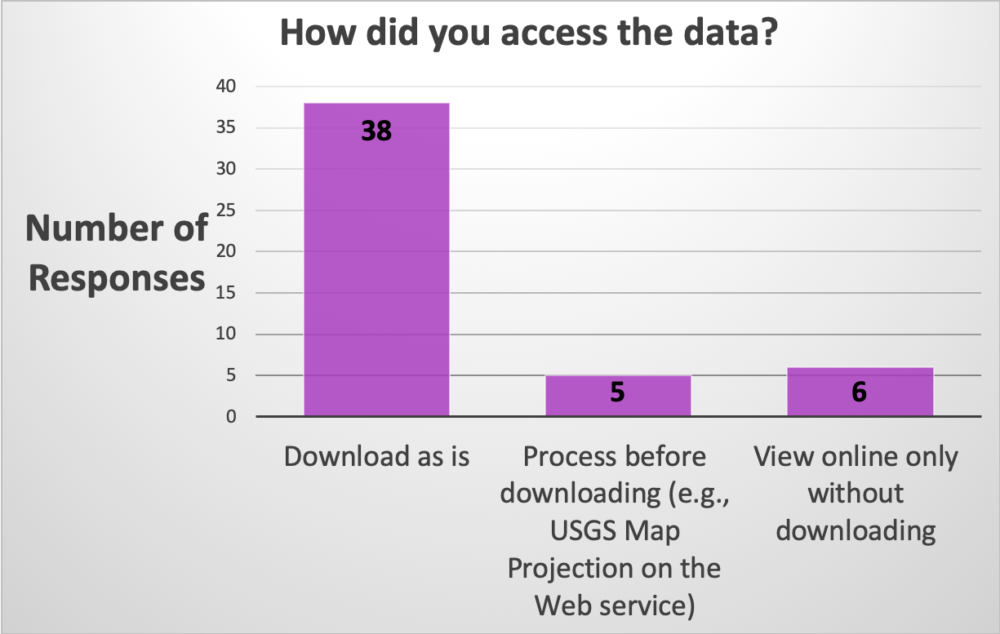 How did you access the data?
40
35
30
25
20
15
10
5
0
Number of
Responses
38
5
6
Download as is
Process before
downloading (e.g.,
USGS Map
Projection on the
Web service)
View online only
without
downloading